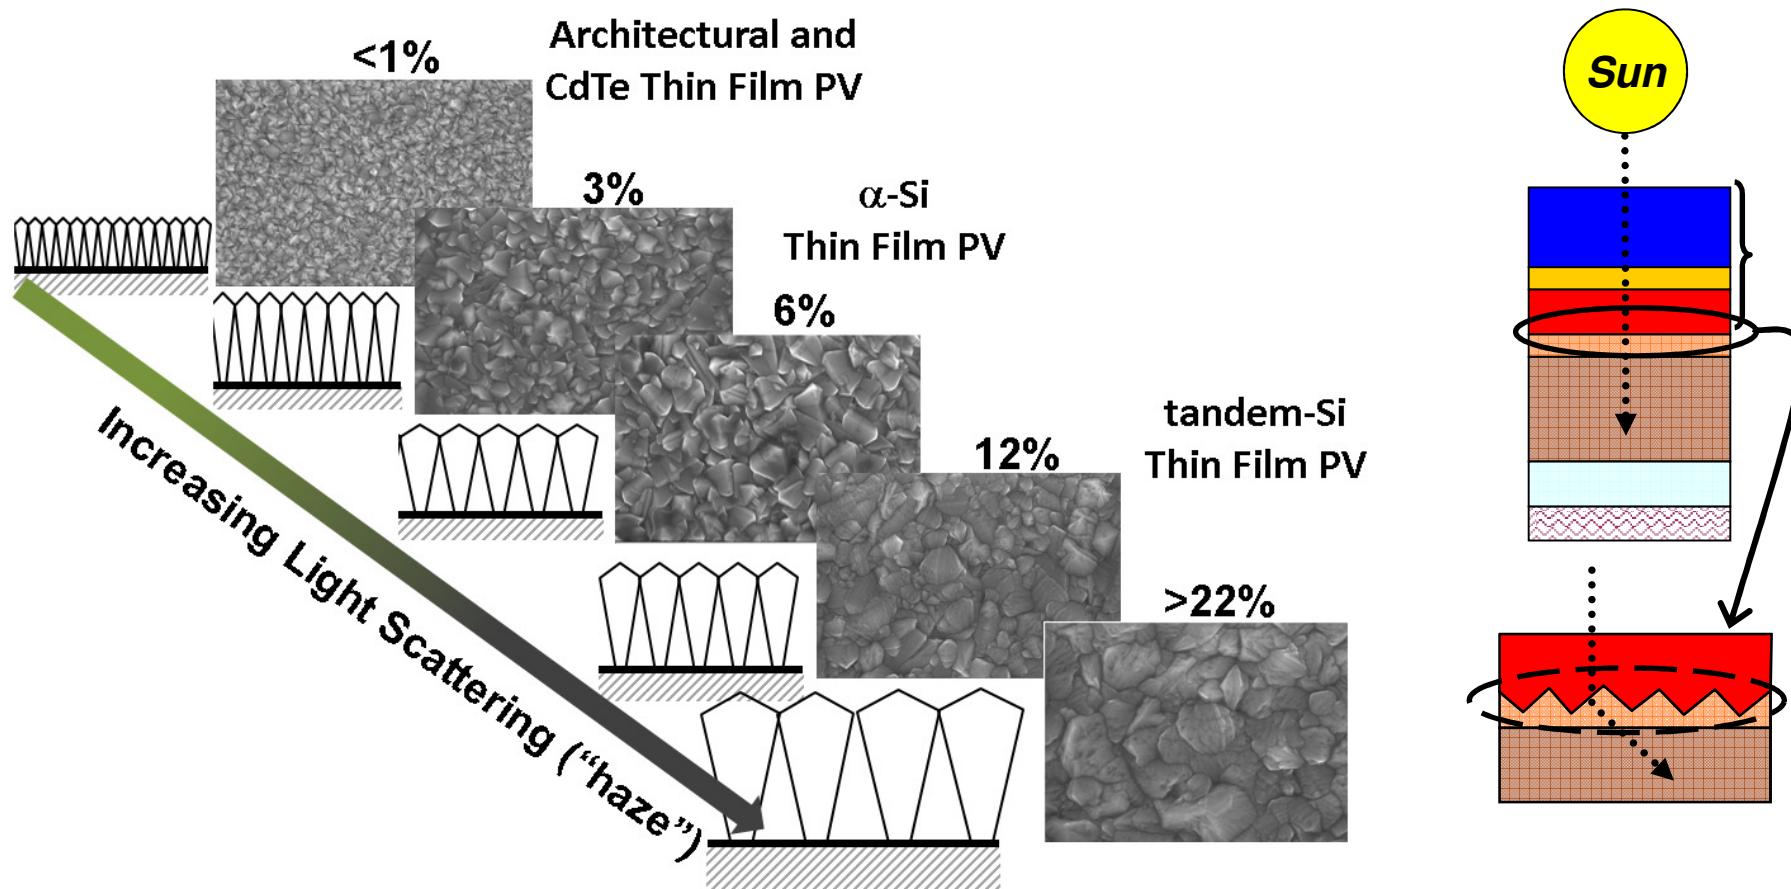 <1%
Architectural and
CdTe Thin Film PV
3%
α-Si
Thin Film PV
6%
tandem-Si
Thin Film PV
12%
>22%
Increasing Light Scattering (“haze”)
Sun